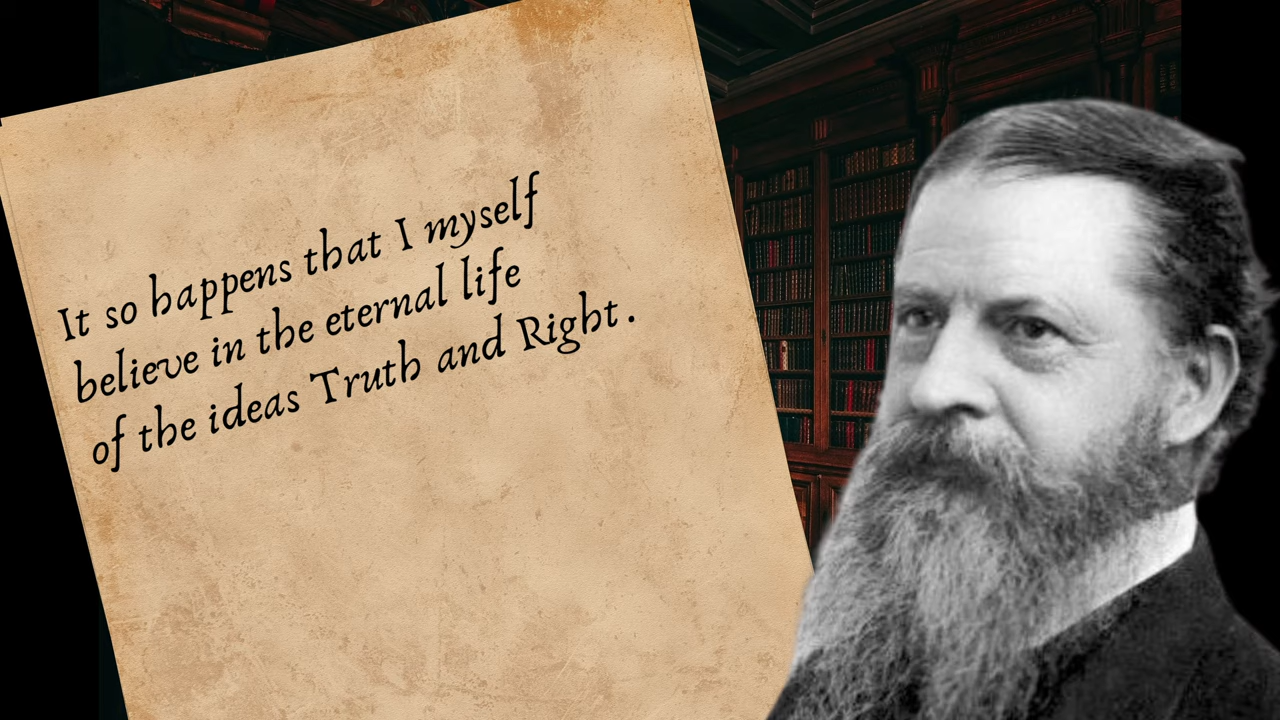 It so happens that I myself
believe in the eternal life
of the ideas Truth and Right.